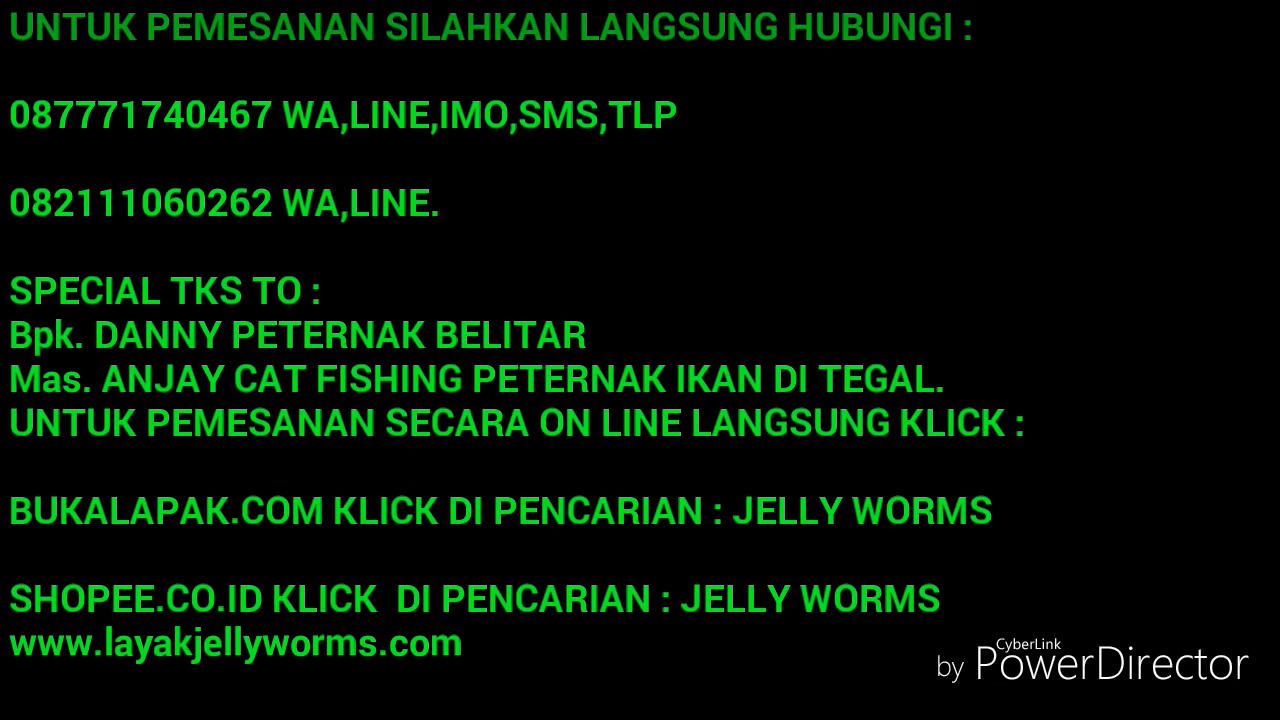 UNTUK PEMESANAN SILAHKAN LANGSUNG HUBUNGI :
087771740467 WA,LINE,IMO,SMS,TLP
082111060262 WA,LINE.
SPECIAL TKS TO :
Bpk. DANNY PETERNAK BELITAR
Mas. ANJAY CAT FISHING PETERNAK IKAN DI TEGAL.
UNTUK PEMESANAN SECARA ON LINE LANGSUNG KLICK :
BUKALAPAK.COM KLICK DI PENCARIAN : JELLY WORMS
SHOPEE.CO.ID KLICK  DI PENCARIAN : JELLY WORMS
www.layakjellyworms.com
CyberLink
by PowerDirector